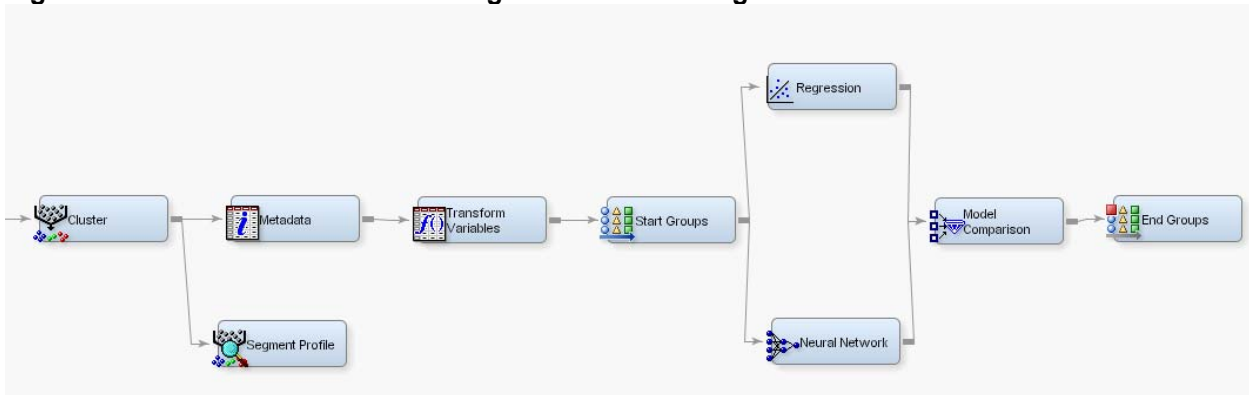 Regression
Cluster
Metadata
Transform
Variables
Start Groups
Model
Comparison
End Groups
Segment Profile
Neural Network